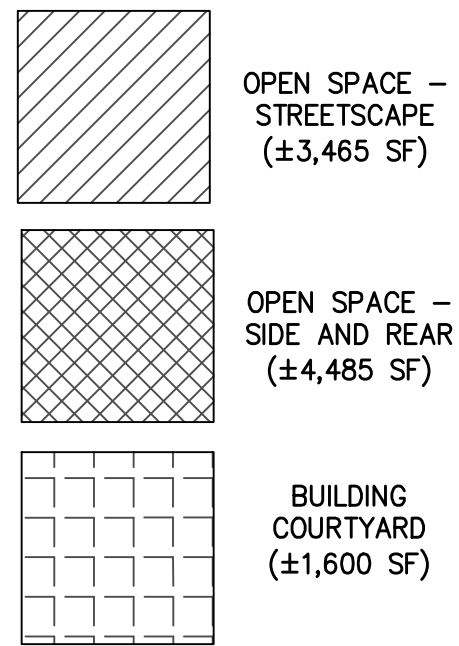 OPEN SPACE –
STREETSCAPE
(±3,465 SF)
OPEN SPACE –
SIDE AND REAR
(±4,485 SF)
BUILDING
COURTYARD
(±1,600 SF)